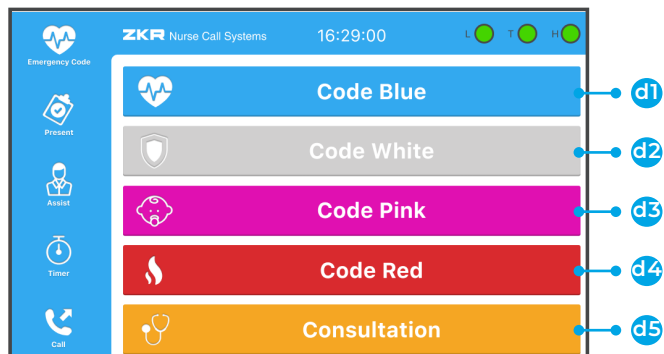 ZKR Nurse Call Systems 16:29:00 L T H
Emergency Code
Present
Assist
Timer
Call
Code Blue d1
Code White d2
Code Pink d3
Code Red d4
Consultation d5